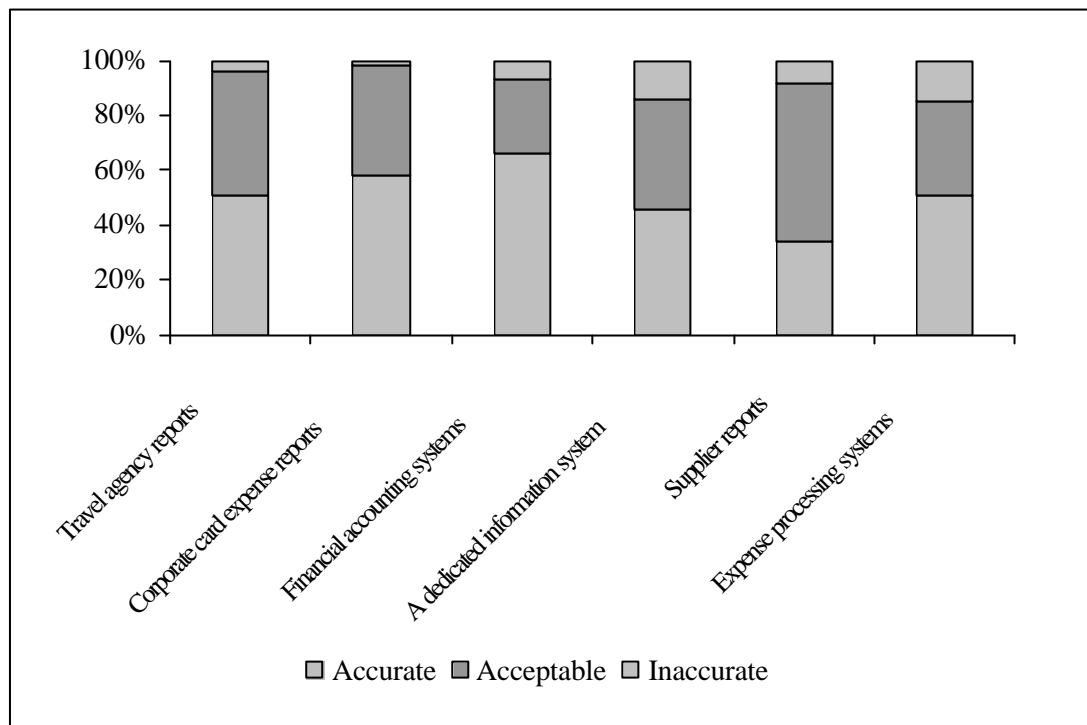 100%
80%
60%
40%
20%
0%
Travel agency reports
Corporate card expense reports
Financial accounting systems
A dedicated information system
Supplier reports
Expense processing systems
Accurate Acceptable Inaccurate